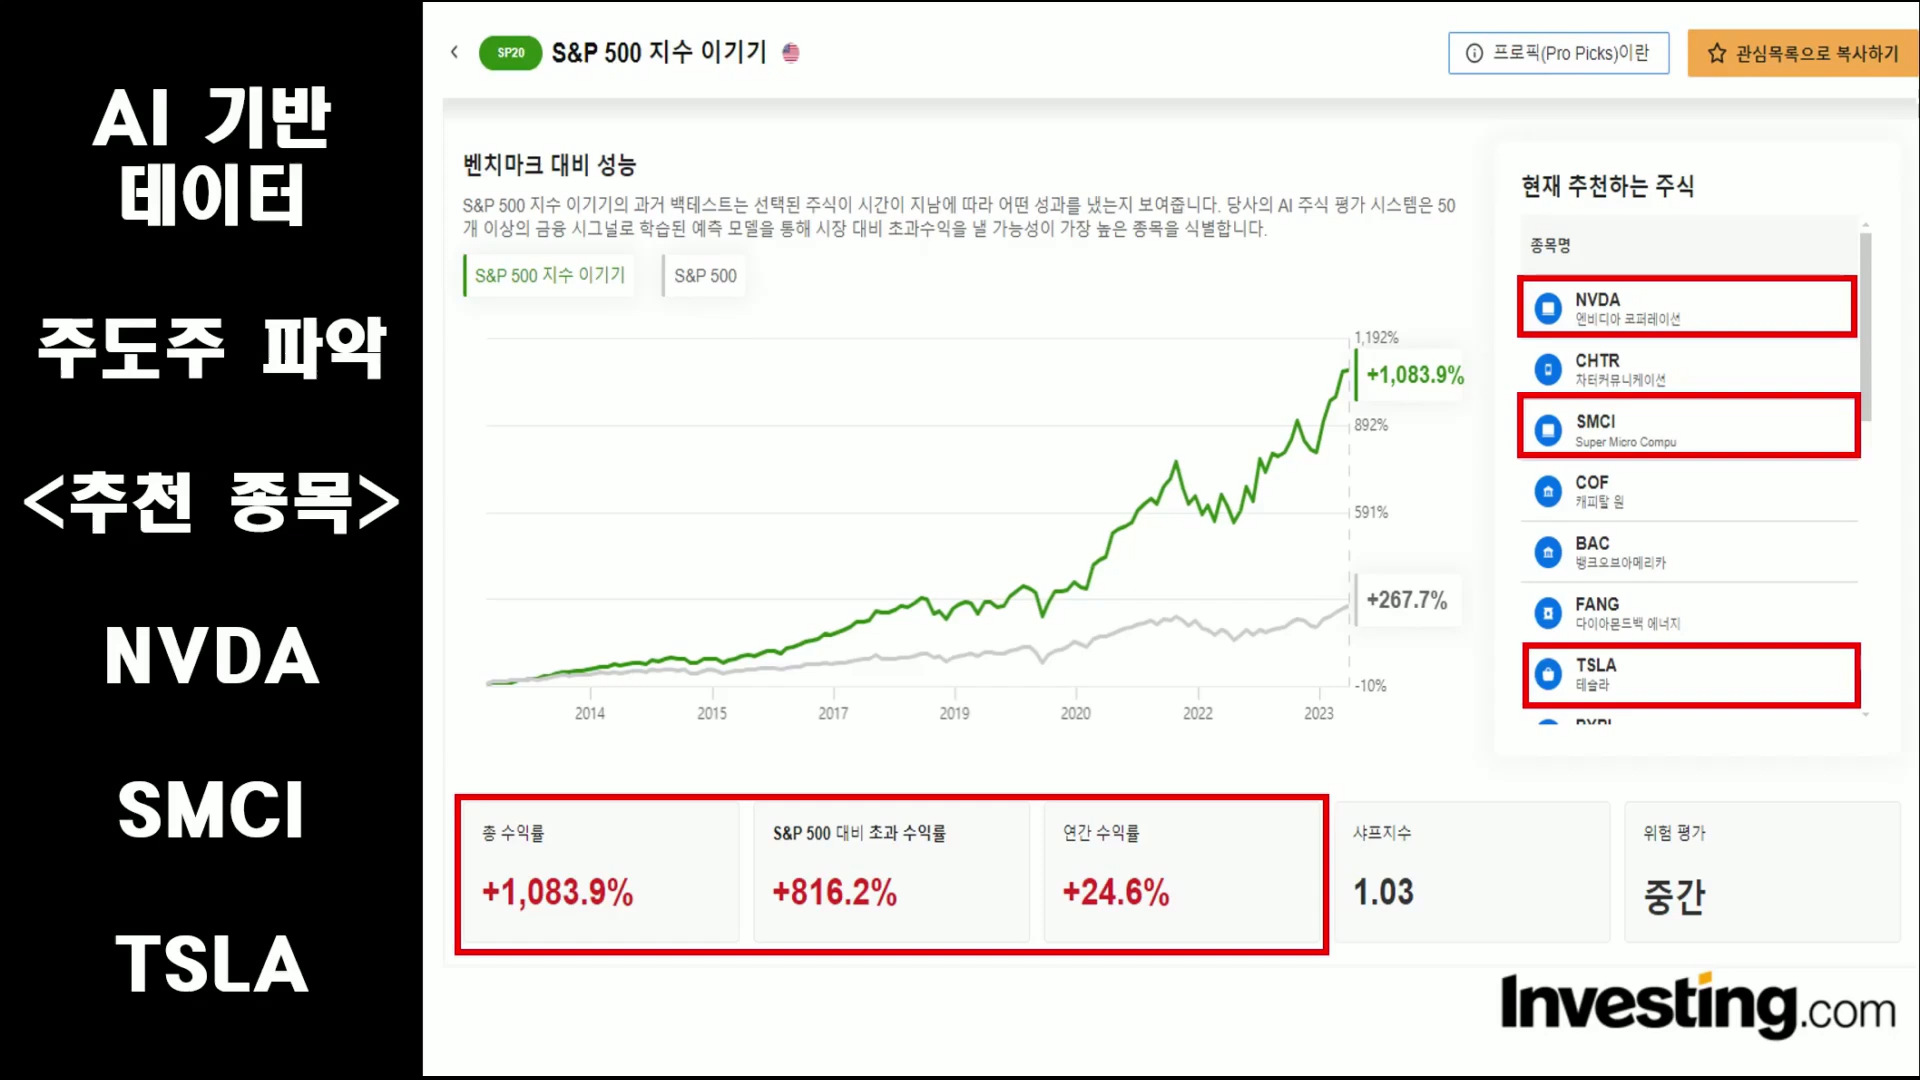 AI 기반
데이터
주도주 파악
<추천 종목>
NVDA
SMCI
TSLA
SP20
S&P 500 지수 이기기
프로픽(Pro Picks)이란
관심목록으로 복사하기
벤치마크 대비 성능
S&P 500 지수 이기기의 과거 백테스트는 선택된 주식이 시간이 지남에 따라 어떤 성과를 냈는지 보여줍니다. 당사의 AI 주식 평가 시스템은 50
개 이상의 금융 시그널로 학습된 예측 모델을 통해 시장 대비 초과수익을 낼 가능성이 가장 높은 종목을 식별합니다.
S&P 500 지수 이기기
S&P 500
1,192%
+1,083.9%
892%
591%
+267.7%
-10%
2014
2015
2017
2019
2020
2022
2023
현재 추천하는 주식
종목명
NVDA
엔비디아 코퍼레이션
CHTR
차터커뮤니케이션
SMCI
Super Micro Compu
COF
캐피탈 원
BAC
뱅크오브아메리카
FANG
다이아몬드백 에너지
TSLA
테슬라
총 수익률
+1,083.9%
S&P 500 대비 초과 수익률
+816.2%
연간 수익률
+24.6%
샤프지수
1.03
위험 평가
중간
Investing.com